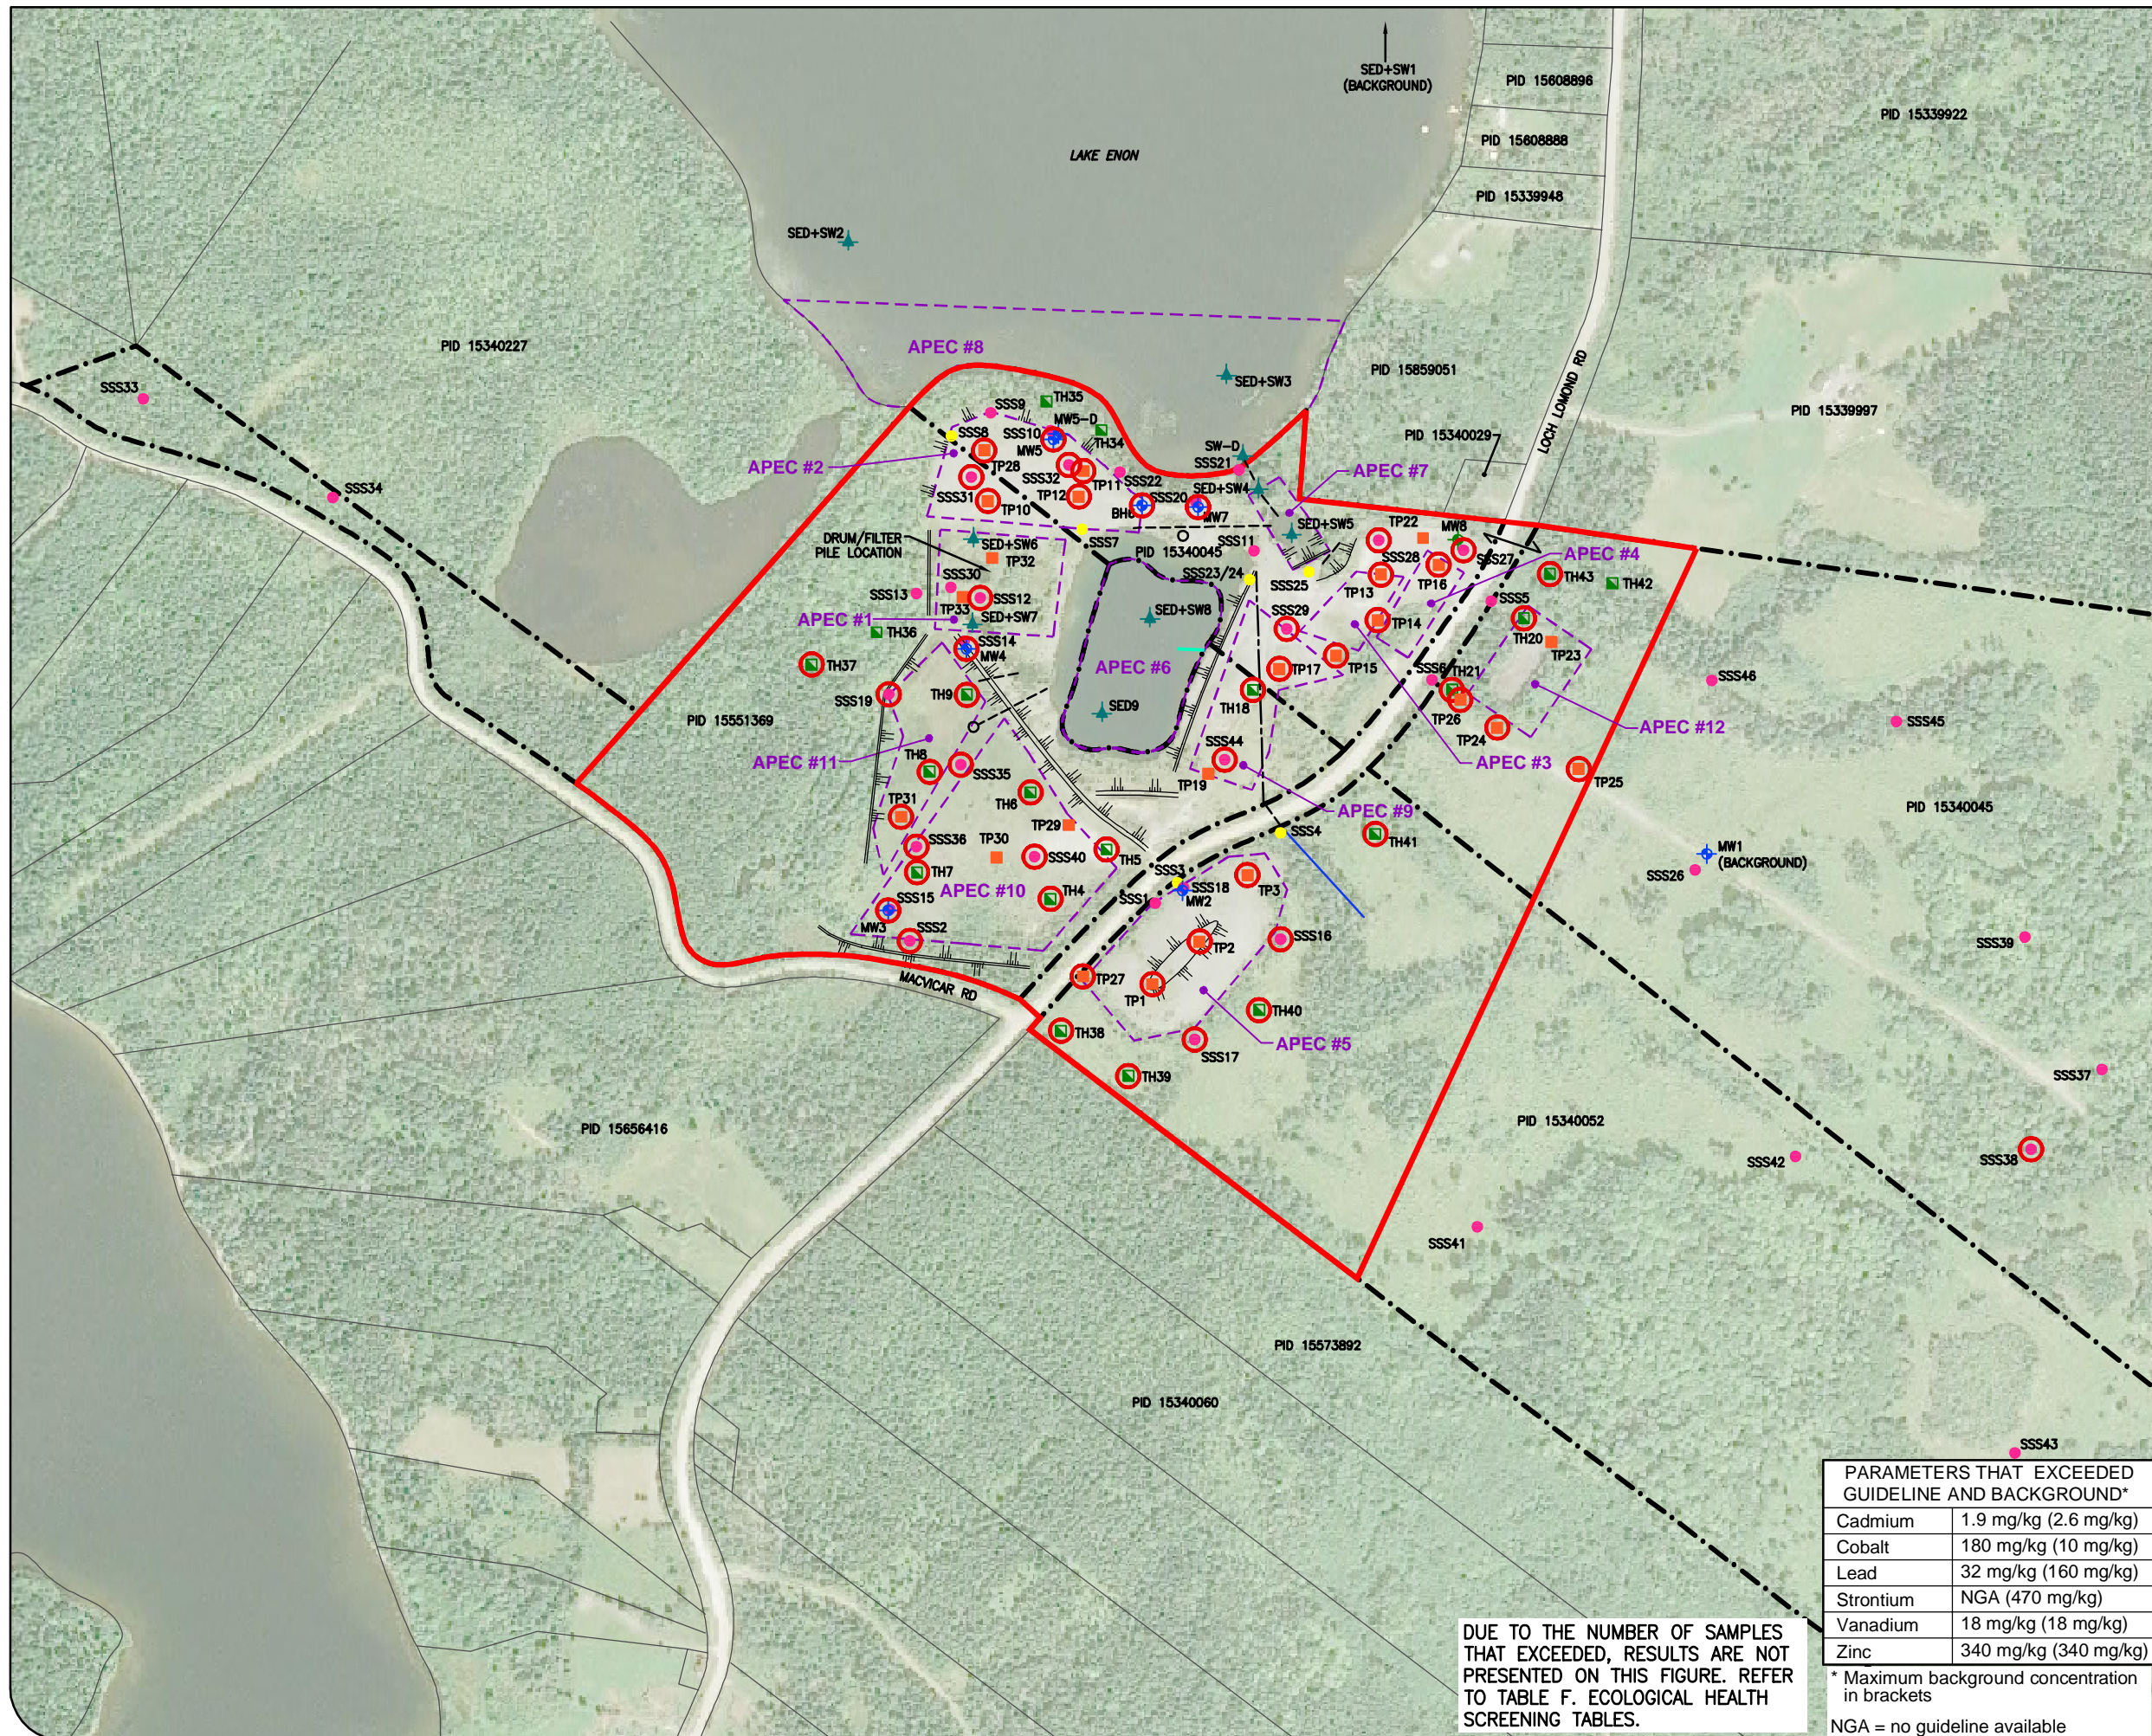 SED+SW1
(BACKGROUND)
PID 15608896
PID 15339922
PID 15608888
LAKE ENON
PID 15339948
SED+SW2
PID 15340227
APEC #8
SED+SW3
PID 15859051
LOCH LOMOND RD
PID 15339997
SSS33
SSS9
TH35
MW5-D
SSS10
TH34
SSS8
MW5
SW-D
PID 15340029
APEC #2
TP28
SSS32
TP11
SSS22
SSS21
APEC #7
SSS34
SSS31
TP10
TP12
BH6
SSS20
SED+SW4
MW7
DRUM/FILTER
PILE LOCATION
SED+SW6
SSS7
PID 15340045
SSS11
SED+SW5
TP22
MW8
SSS28
SSS27
APEC #4
TP32
SSS30
SSS23/24
SSS25
TP13
TP16
TH43
TH42
SSS13
TP33
SSS12
SED+SW8
SSS5
APEC #1
SED+SW7
SSS29
TP14
TH20
TH36
SSS14
MW4
TP23
TH37
APEC #6
TP17
TP15
SSS6
TH21
SSS46
SSS19
TH9
TH18
TP26
PID 15551369
SED9
TP24
APEC #12
SSS45
APEC #11
TH8
SSS35
SSS44
APEC #3
TP25
TH6
TP19
PID 15340045
TP31
TP29
APEC #9
SSS36
TP30
SSS40
TH5
SSS4
TH41
MW1
(BACKGROUND)
TH7
SSS26
APEC #10
TH4
SSS3
SSS18
TP3
SSS15
SSS1
MW2
MW3
SSS2
TP2
SSS16
SSS39
MACVICAR RD
TP27
TP1
TH40
TH38
APEC #5
SSS17
TH39
SSS37
PID 15656416
PID 15340052
SSS42
SSS38
SSS41
PID 15573892
PID 15340060
SSS43
PARAMETERS THAT EXCEEDED
GUIDELINE AND BACKGROUND*
Cadmium 1.9 mg/kg (2.6 mg/kg)
Cobalt 180 mg/kg (10 mg/kg)
Lead 32 mg/kg (160 mg/kg)
Strontium NGA (470 mg/kg)
Vanadium 18 mg/kg (18 mg/kg)
Zinc 340 mg/kg (340 mg/kg)
* Maximum background concentration
in brackets
NGA = no guideline available
DUE TO THE NUMBER OF SAMPLES
THAT EXCEEDED, RESULTS ARE NOT
PRESENTED ON THIS FIGURE. REFER
TO TABLE F. ECOLOGICAL HEALTH
SCREENING TABLES.